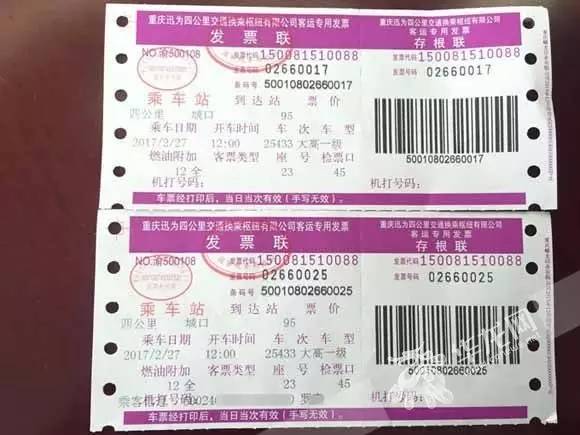 重庆迅为四公里交通换乘枢纽有限公司客运专用发票
发票联
NO.渝500108
发票代码 150081510088
发票号码 02660017
条码号 50010802660017
乘车站 到达站 票价
四公里 城口 95
乘车日期 开车时间 车次 车型
2017/2/27 12:00 25433 大高一级
燃油附加 客票类型 座号 检票口
12 全 23 45
机打号码:
车票经打印后,当日当次有效(手写无效)
重庆迅为四公里交通换乘枢纽有限公司
客运专用发票
存根联
发票代码 150081510088
发票号码 02660017
50010802660017
机打号码:
重庆迅为四公里交通换乘枢纽有限公司客运专用发票
发票联
NO.渝500108
发票代码 150081510088
发票号码 02660025
条码号 50010802660025
乘车站 到达站 票价
四公里 城口 95
乘车日期 开车时间 车次 车型
2017/2/27 12:00 25433 大高一级
燃油附加 客票类型 座号 检票口
12 全 23 45
机打号码:
车票经打印后,当日当次有效(手写无效)
重庆迅为四公里交通换乘枢纽有限公司
客运专用发票
存根联
发票代码 150081510088
发票号码 02660025
50010802660025
机打号码:
华龙网